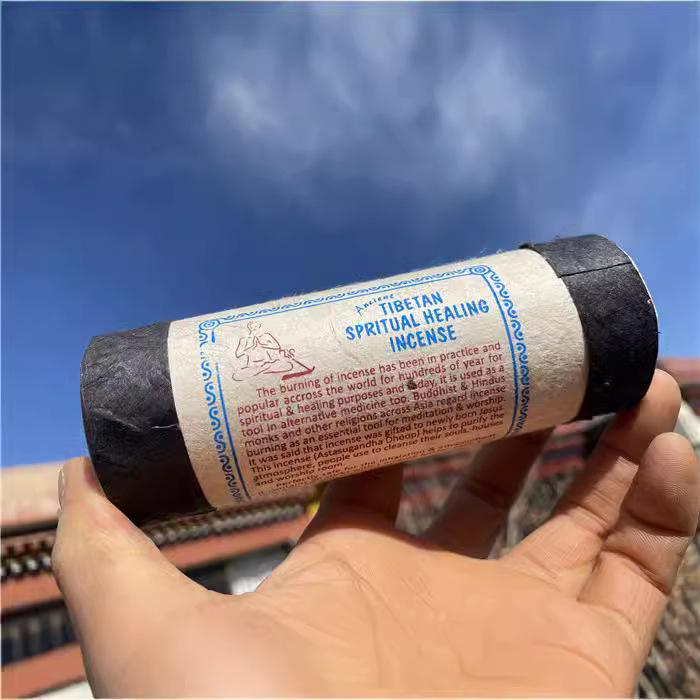 Ancient
TIBETAN
SPRITUAL HEALING
INCENSE
The burning of incense has been in practice and
popular accross the world for hundreds of year for
spiritual & healing purposes and day, it is used as a
tool in alternative medicine too. Buddhist & Hindus
monks and other religions across Asia regard incense
burning as an essential tool for meditation & worship.
It was said that incense was gifted to newly born Jesus.
This incense (Astasugandha Dhoop) helps to purify the
atmosphere, people use to cleanse their souls, houses
and worship room.